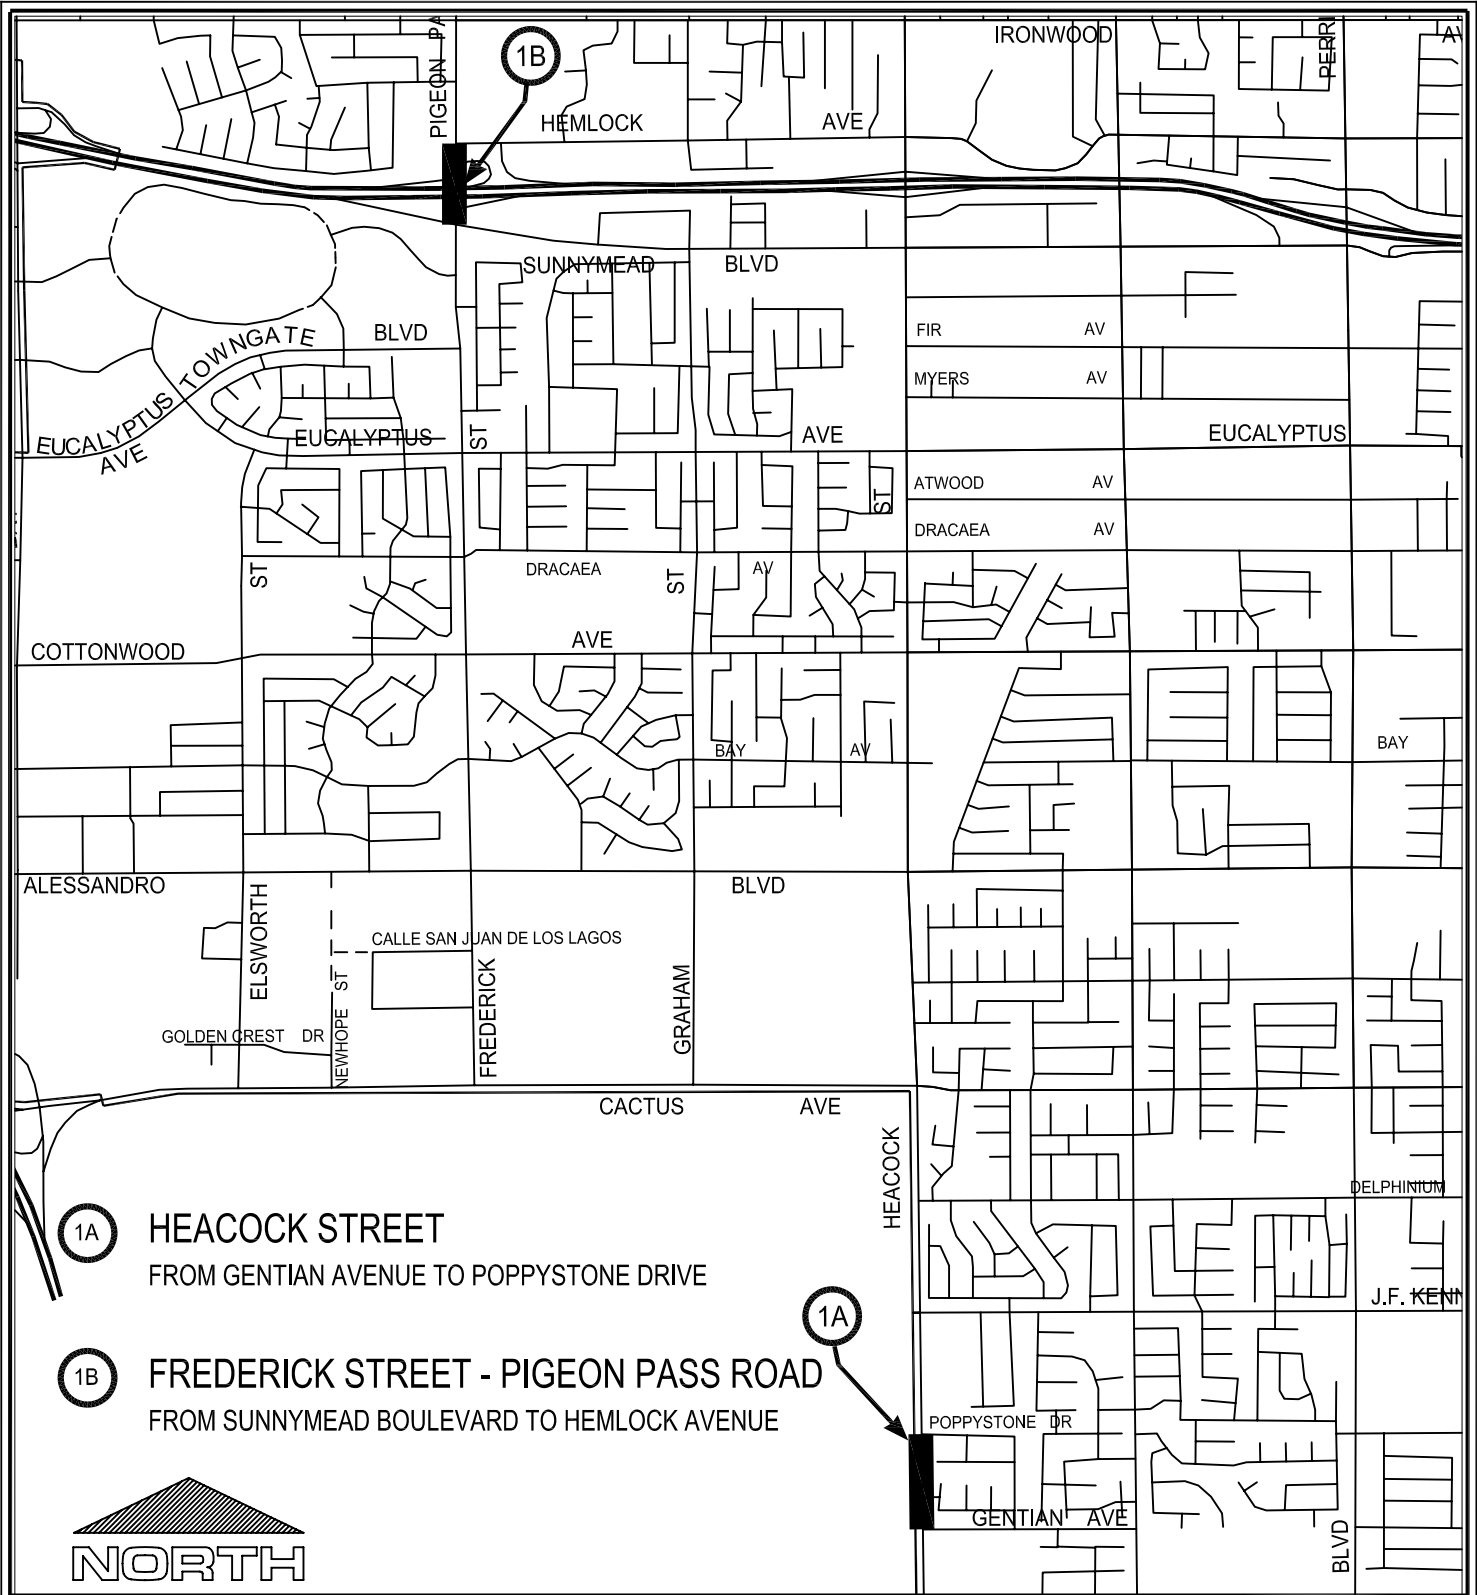 PIGEON PA
1B
IRONWOOD
PERRI
AV
HEMLOCK AVE
SUNNYMEAD BLVD
TOWNGATE BLVD
FIR AV
MYERS AV
EUCALYPTUS AVE
EUCALYPTUS AVE
EUCALYPTUS
ST
ATWOOD AV
ST
DRACAEA AV
DRACAEA AV
ST
ST
COTTONWOOD AVE
BAY AV
BAY
ALESSANDRO BLVD
ELSWORTH
CALLE SAN JUAN DE LOS LAGOS
FREDERICK
GRAHAM
NEWHOPE ST
GOLDEN CREST DR
CACTUS AVE
HEACOCK
DELPHINIUM
J.F. KENN
1A
HEACOCK STREET
FROM GENTIAN AVENUE TO POPPYSTONE DRIVE
1A
1B
FREDERICK STREET - PIGEON PASS ROAD
FROM SUNNYMEAD BOULEVARD TO HEMLOCK AVENUE
POPPYSTONE DR
GENTIAN AVE
BLVD
NORTH